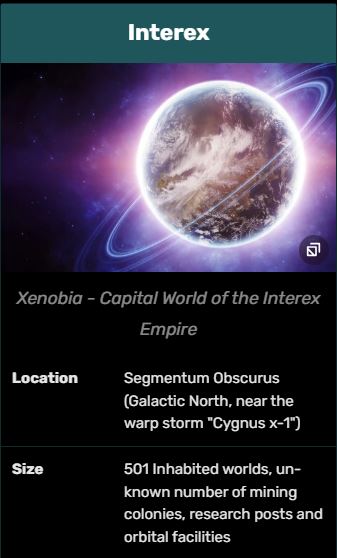 Interex
Xenobia - Capital World of the Interex
Empire
Location
Segmentum Obscurus
(Galactic North, near the
warp storm "Cygnus x-1")
Size
501 Inhabited worlds, un-
known number of mining
colonies, research posts and
orbital facilities